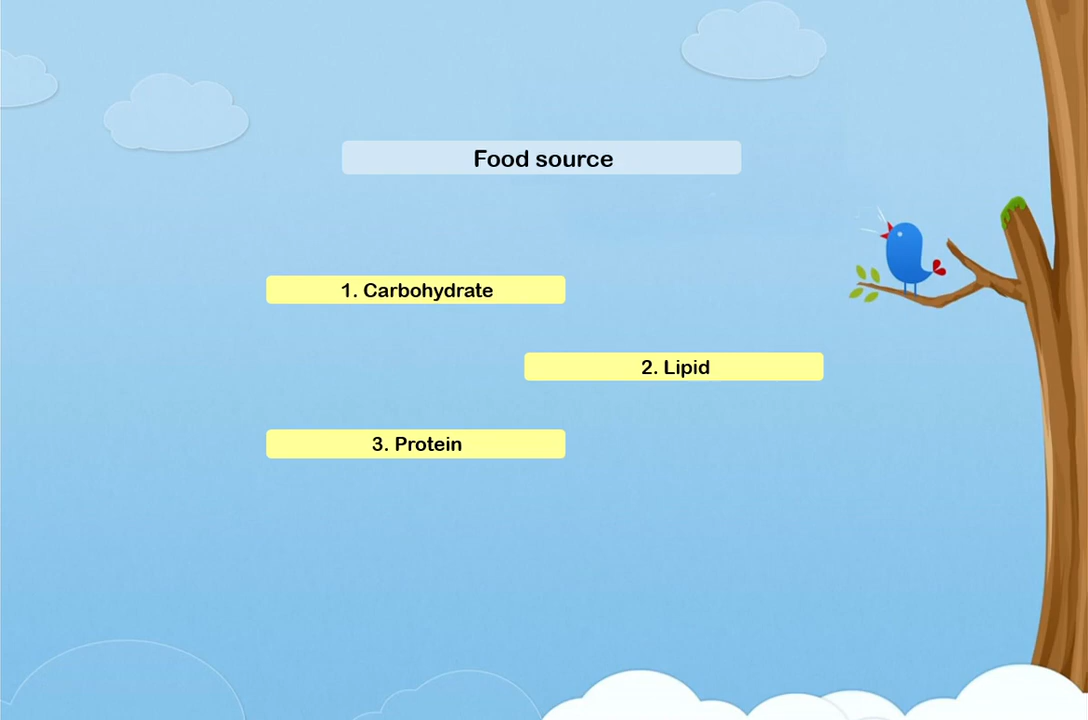 Food source
1. Carbohydrate
2. Lipid
3. Protein